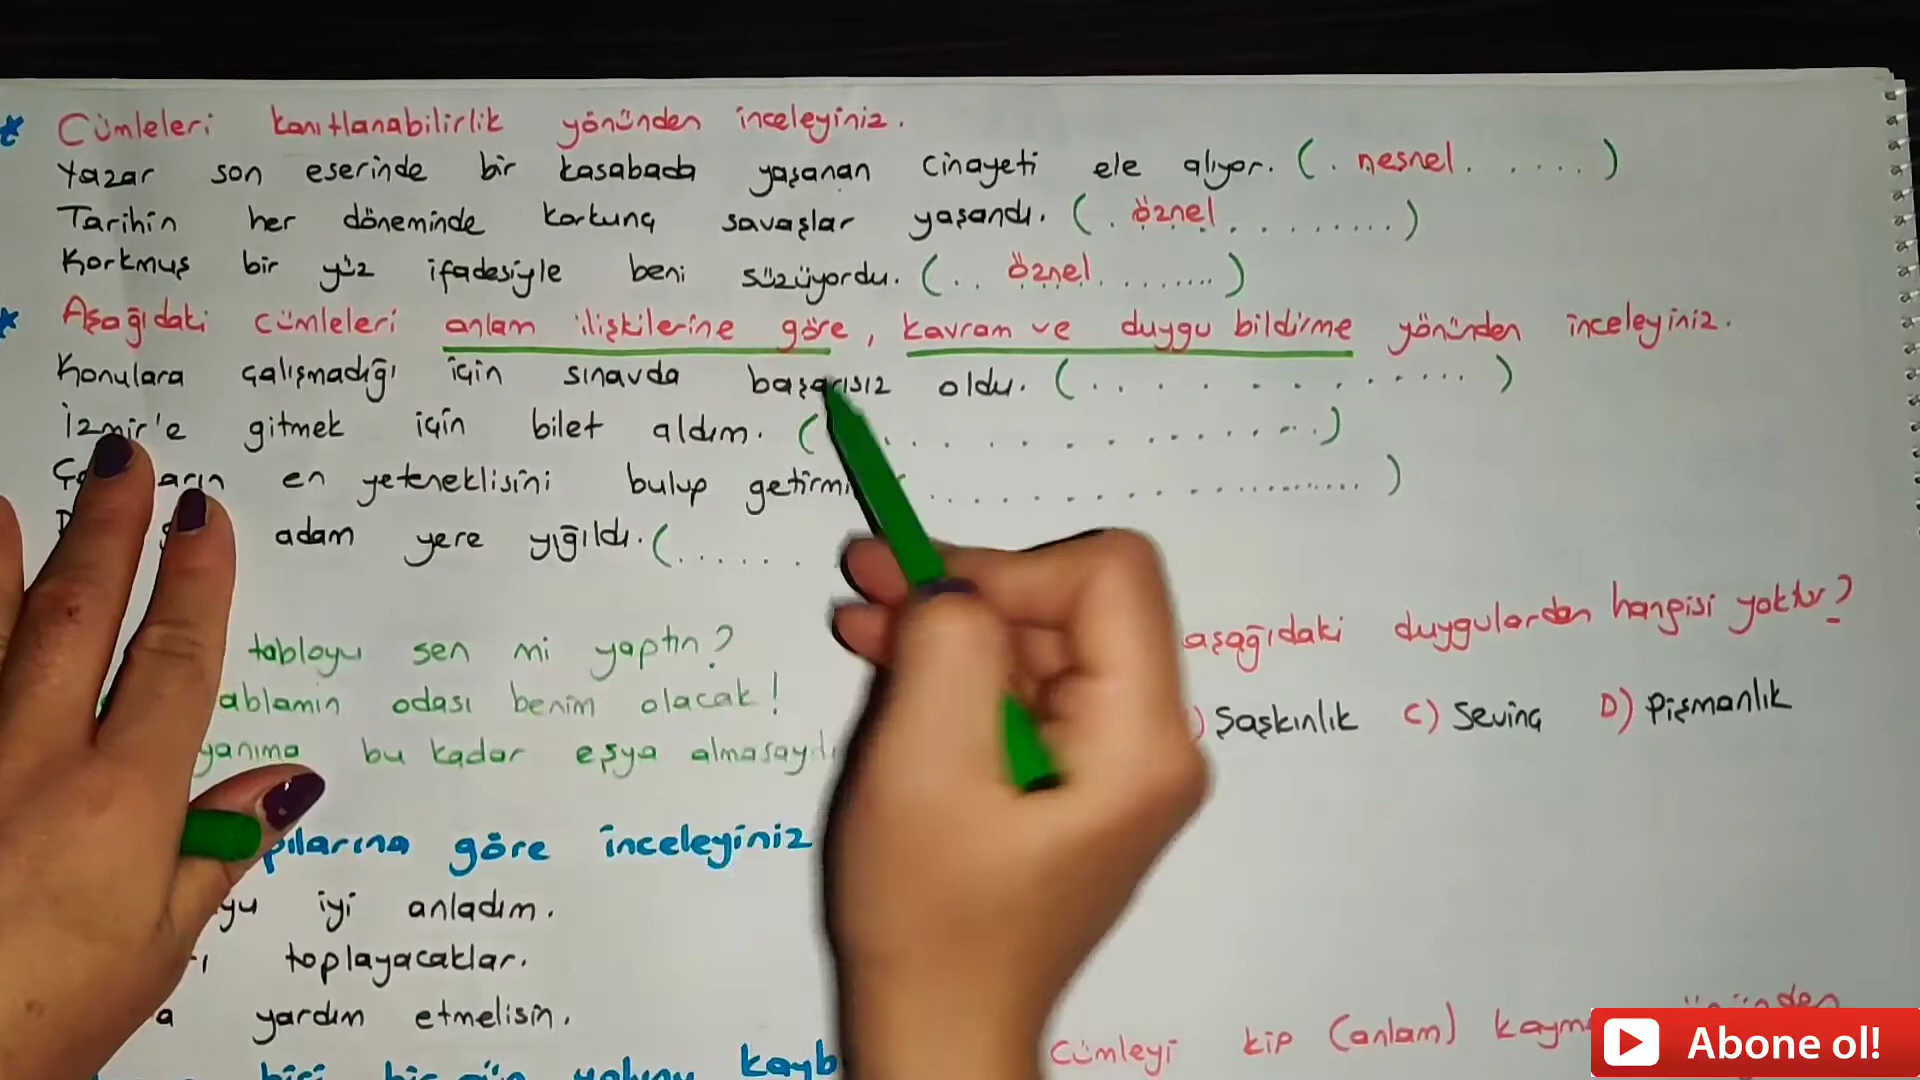 Cümleleri kanıtlanabilirlik yönünden inceleyiniz.
Yazar son eserinde bir kasabada yaşanan cinayeti ele alıyor. (. nesnel. . . . . . )
Tarihin her döneminde korkunç savaşlar yaşandı. (. öznel . . . . . . . . . )
Korkmuş bir yüz ifadesiyle beni süzüyordu. (. . öznel . . . . . . . . )
Aşağıdaki cümleleri anlam ilişkilerine göre, kavram ve duygu bildirme yönünden inceleyiniz.
Konulara çalışmadığı için sınavda başarısız oldu. (. . . . . . . . . . . . . . . )
İzmir'e gitmek için bilet aldım. ( . . . . . . . . . . . . . . . )
en yeteneklisini bulup . . . . . . . . . . . . . . . . . )
adam yere yığıldı. (. . . . . .
tabloyu sen mi yaptın?
ablamın odası benim olacak!
yanıma bu kadar eşya
aşağıdaki duygulardan hangisi yoktur?
) Şaşkınlık C) Sevinç D) Pişmanlık
göre inceleyiniz
iyi anladım.
toplayacaklar.
yardım etmelisin.
Cümleyi kip (anlam)
Abone ol!